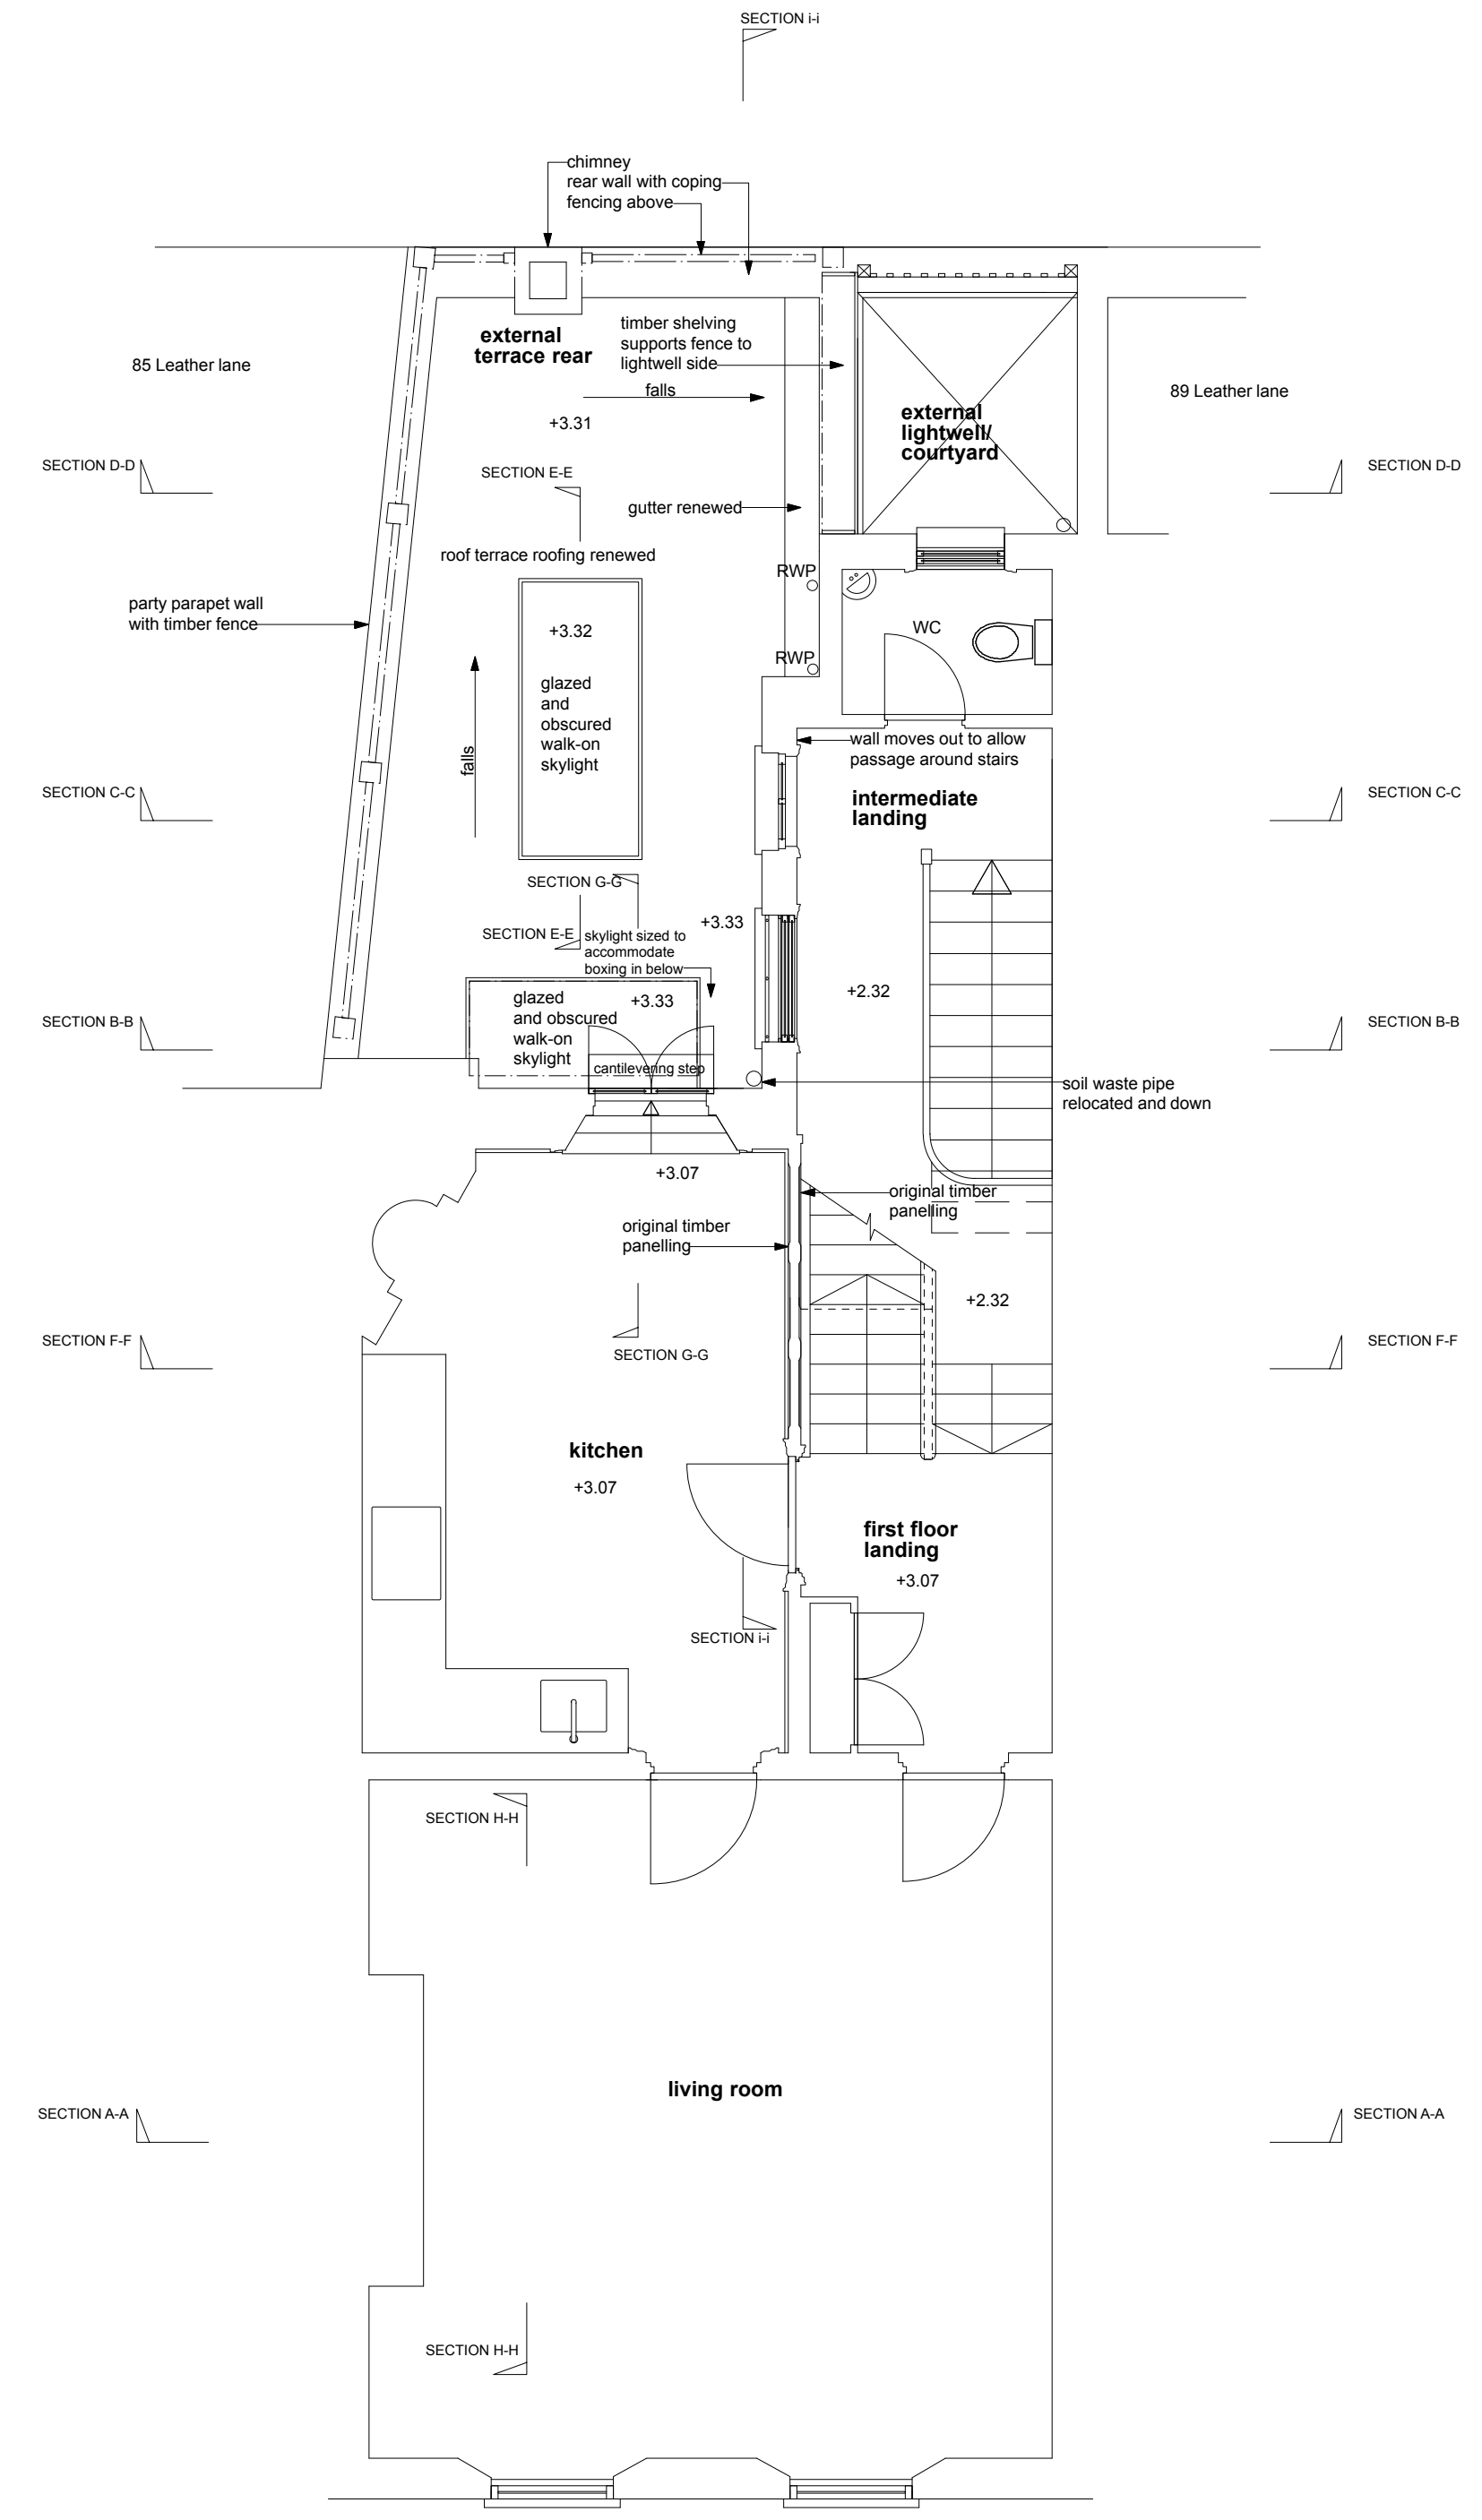 SECTION i-i
chimney
rear wall with coping
fencing above
external
terrace rear
timber shelving
supports fence to
lightwell side
85 Leather lane
falls
89 Leather lane
external
lightwell/
courtyard
+3.31
SECTION D-D
SECTION E-E
SECTION D-D
gutter renewed
roof terrace roofing renewed
RWP
party parapet wall
with timber fence
+3.32
WC
RWP
glazed
and
obscured
walk-on
skylight
falls
wall moves out to allow
passage around stairs
SECTION C-C
intermediate
landing
SECTION C-C
SECTION G-G
+3.33
SECTION E-E
skylight sized to
accommodate
boxing in below
+2.32
glazed
and obscured
walk-on
skylight
+3.33
SECTION B-B
SECTION B-B
cantilevering step
soil waste pipe
relocated and down
+3.07
original timber
panelling
original timber
panelling
+2.32
SECTION F-F
SECTION F-F
SECTION G-G
kitchen
+3.07
first floor
landing
+3.07
SECTION i-i
SECTION H-H
living room
SECTION A-A
SECTION A-A
SECTION H-H